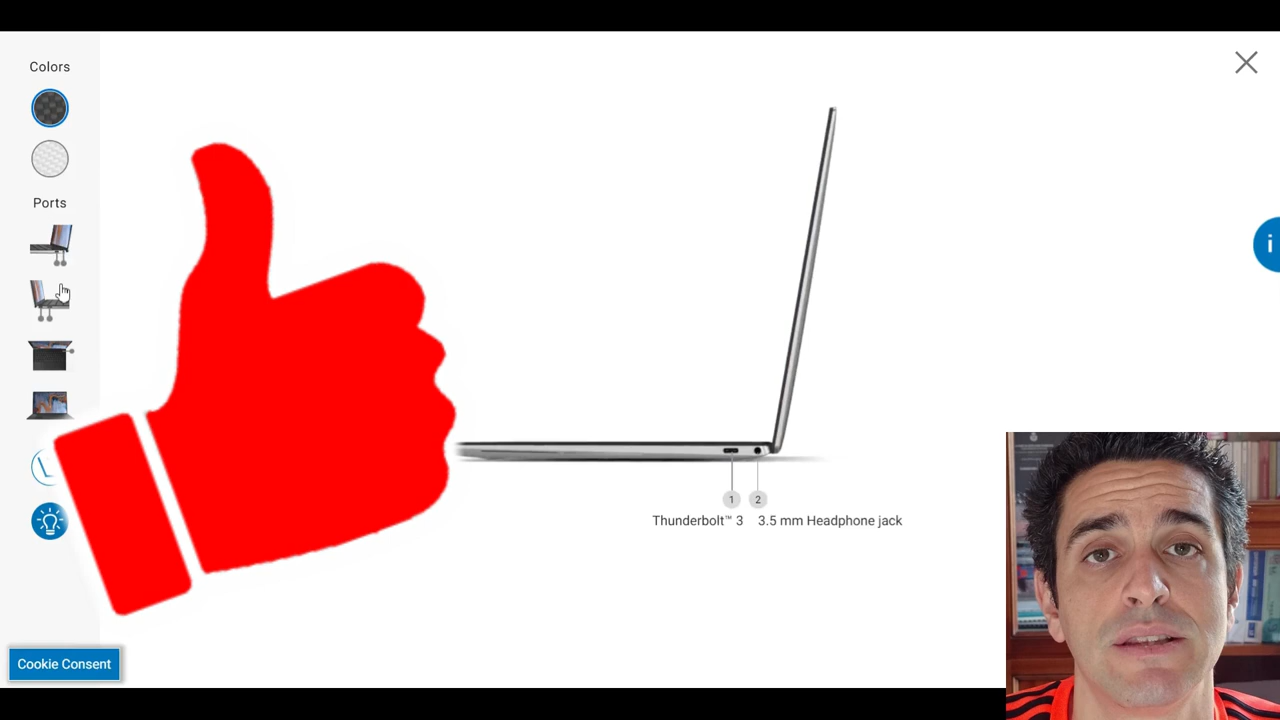 Colors
Ports
i
1 2
Thunderbolt™ 3 3.5 mm Headphone jack
Cookie Consent